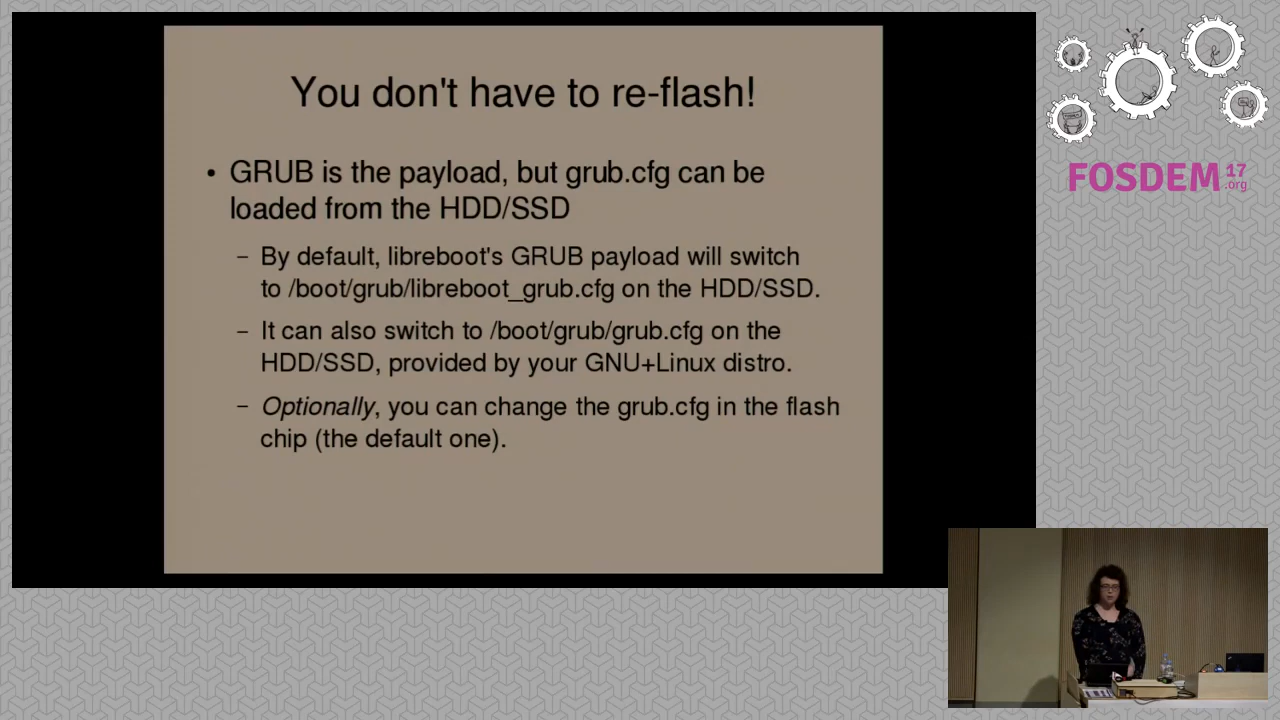 You don't have to re-flash!
• GRUB is the payload, but grub.cfg can be
loaded from the HDD/SSD
– By default, libreboot's GRUB payload will switch
to /boot/grub/libreboot_grub.cfg on the HDD/SSD.
– It can also switch to /boot/grub/grub.cfg on the
HDD/SSD, provided by your GNU+Linux distro.
– Optionally, you can change the grub.cfg in the flash
chip (the default one).
FOSDEM 17
.org